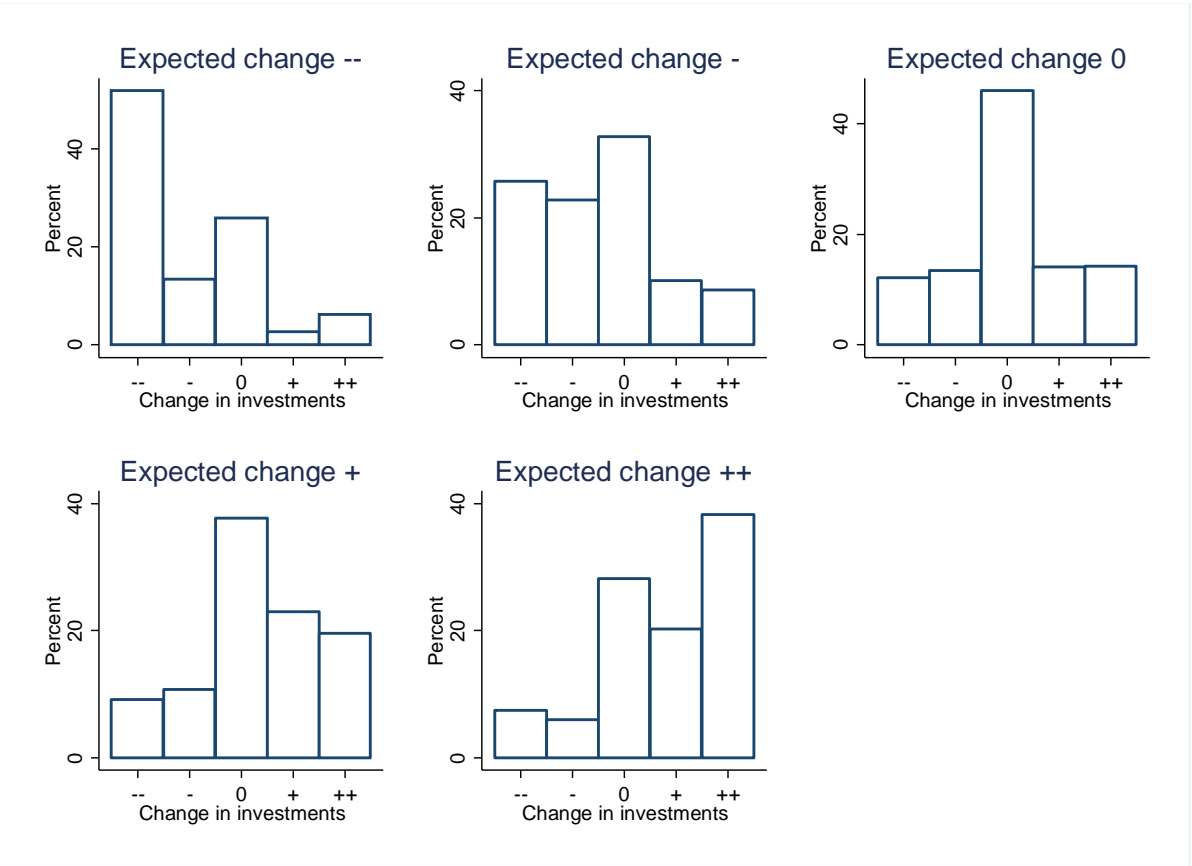 Expected change --
Percent
40
20
0
-- - 0 + ++
Change in investments
Expected change -
Percent
40
20
0
-- - 0 + ++
Change in investments
Expected change 0
Percent
40
20
0
-- - 0 + ++
Change in investments
Expected change +
Percent
40
20
0
-- - 0 + ++
Change in investments
Expected change ++
Percent
40
20
0
-- - 0 + ++
Change in investments